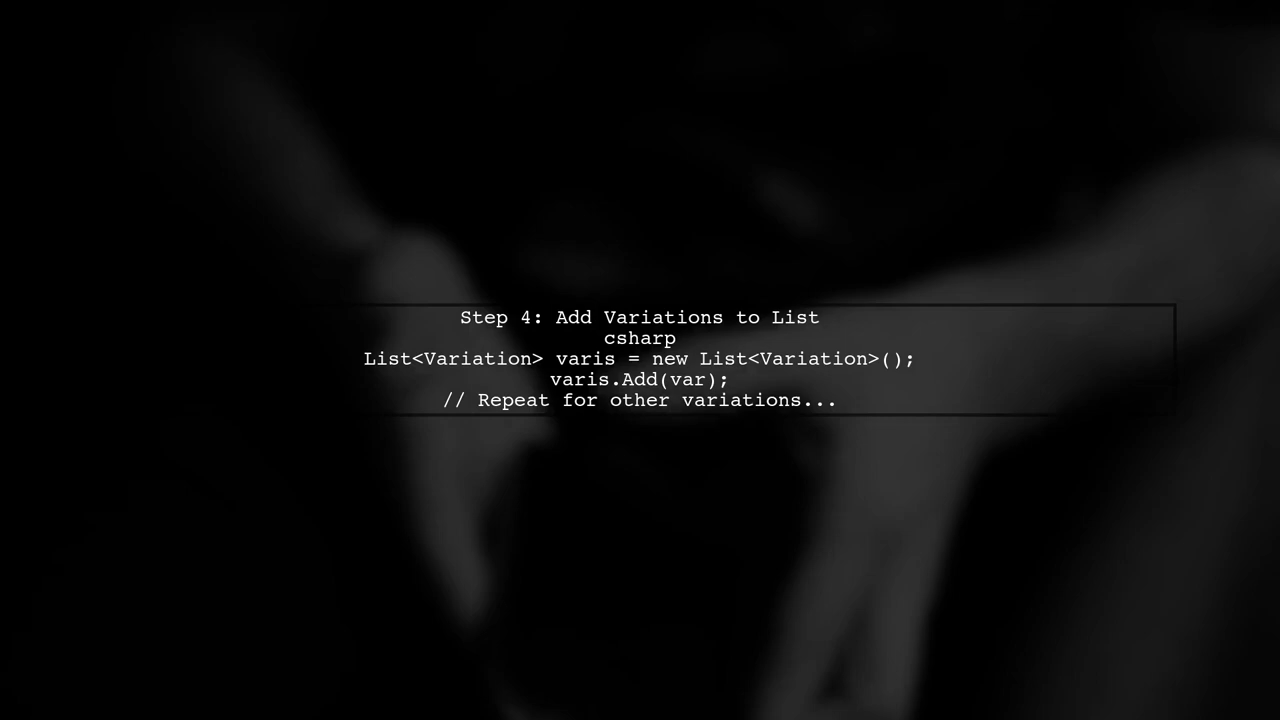 Step 4: Add Variations to List
csharp
List<Variation> varis = new List<Variation>();
varis.Add(var);
// Repeat for other variations...